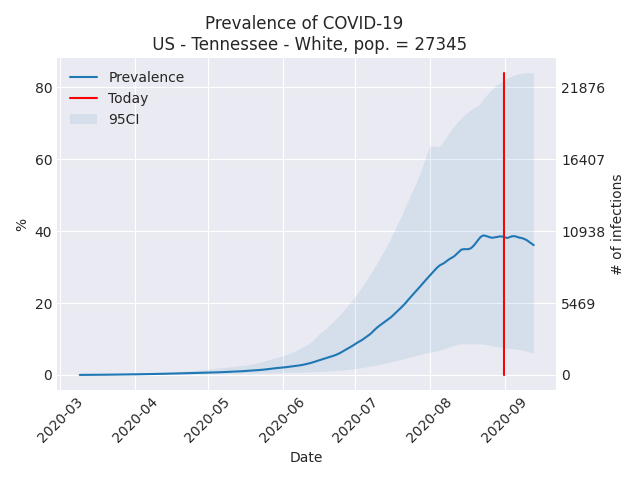 Prevalence of COVID-19
US - Tennessee - White, pop. = 27345
Prevalence
Today
95CI
80
60
40
20
0
%
21876
16407
10938
5469
0
# of infections
2020-03
2020-04
2020-05
2020-06
2020-07
2020-08
2020-09
Date